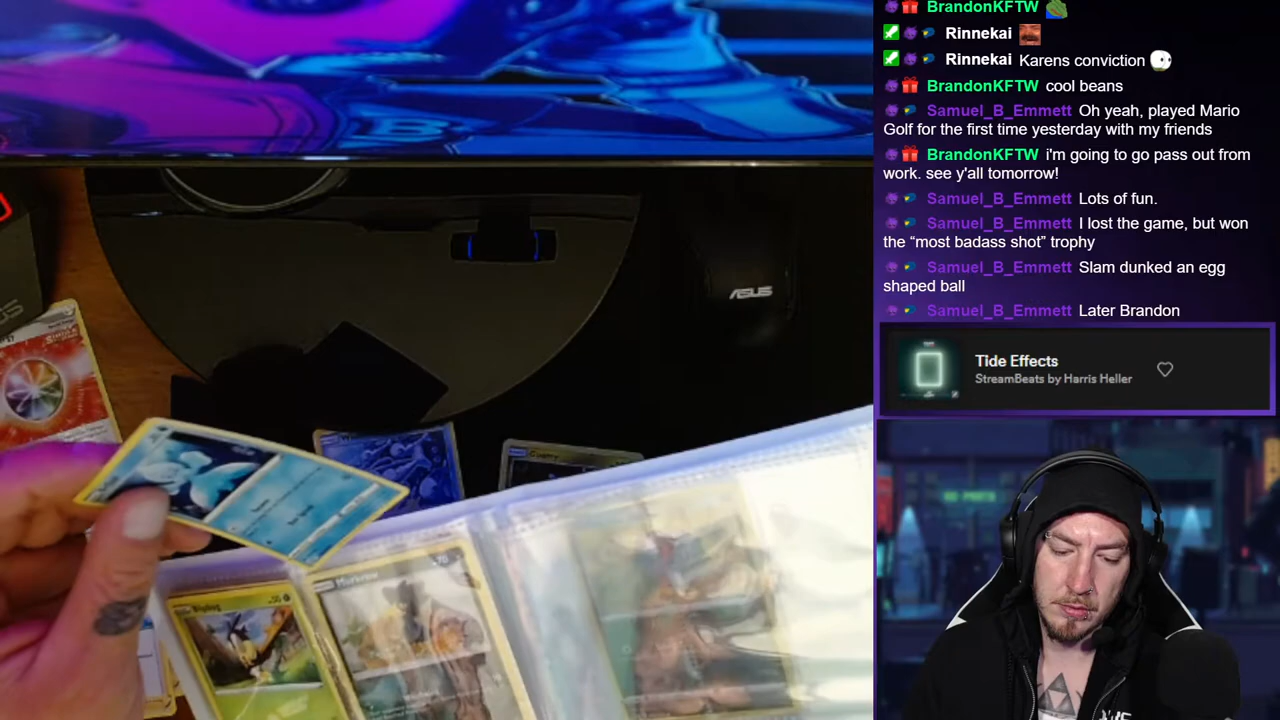 BrandonKFTW
Rinnekai
Rinnekai Karens conviction
BrandonKFTW cool beans
Samuel_B_Emmett Oh yeah, played Mario
Golf for the first time yesterday with my friends
BrandonKFTW i'm going to go pass out from
work. see y'all tomorrow!
Samuel_B_Emmett Lots of fun.
Samuel_B_Emmett I lost the game, but won
the “most badass shot” trophy
Samuel_B_Emmett Slam dunked an egg
shaped ball
Samuel_B_Emmett Later Brandon
Tide Effects
StreamBeats by Harris Heller
ASUS
Murkrow